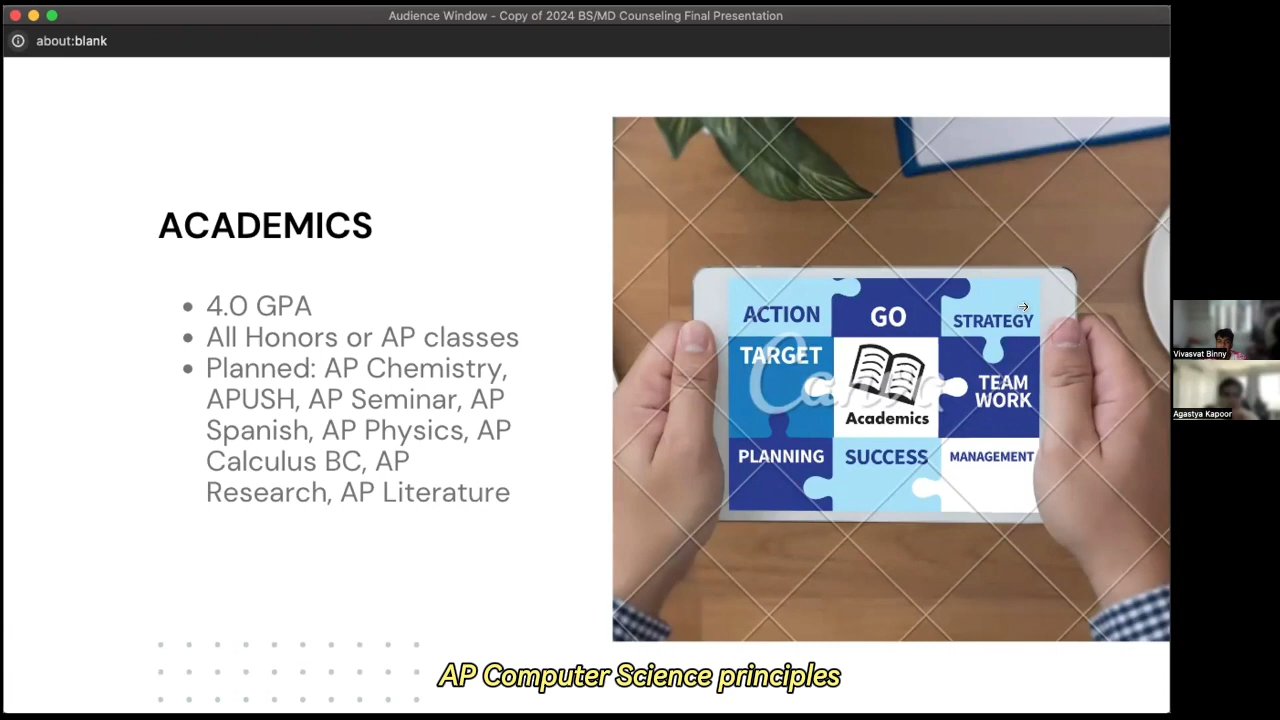 Audience Window - Copy of 2024 BS/MD Counseling Final Presentation
about:blank
ACADEMICS
4.0 GPA
All Honors or AP classes
Planned: AP Chemistry,
APUSH, AP Seminar, AP
Spanish, AP Physics, AP
Calculus BC, AP
Research, AP Literature
ACTION
GO
STRATEGY
TARGET
Canva
Academics
TEAM
WORK
PLANNING
SUCCESS
MANAGEMENT
Vivasvat Binny
Agastya Kapoor
AP Computer Science principles